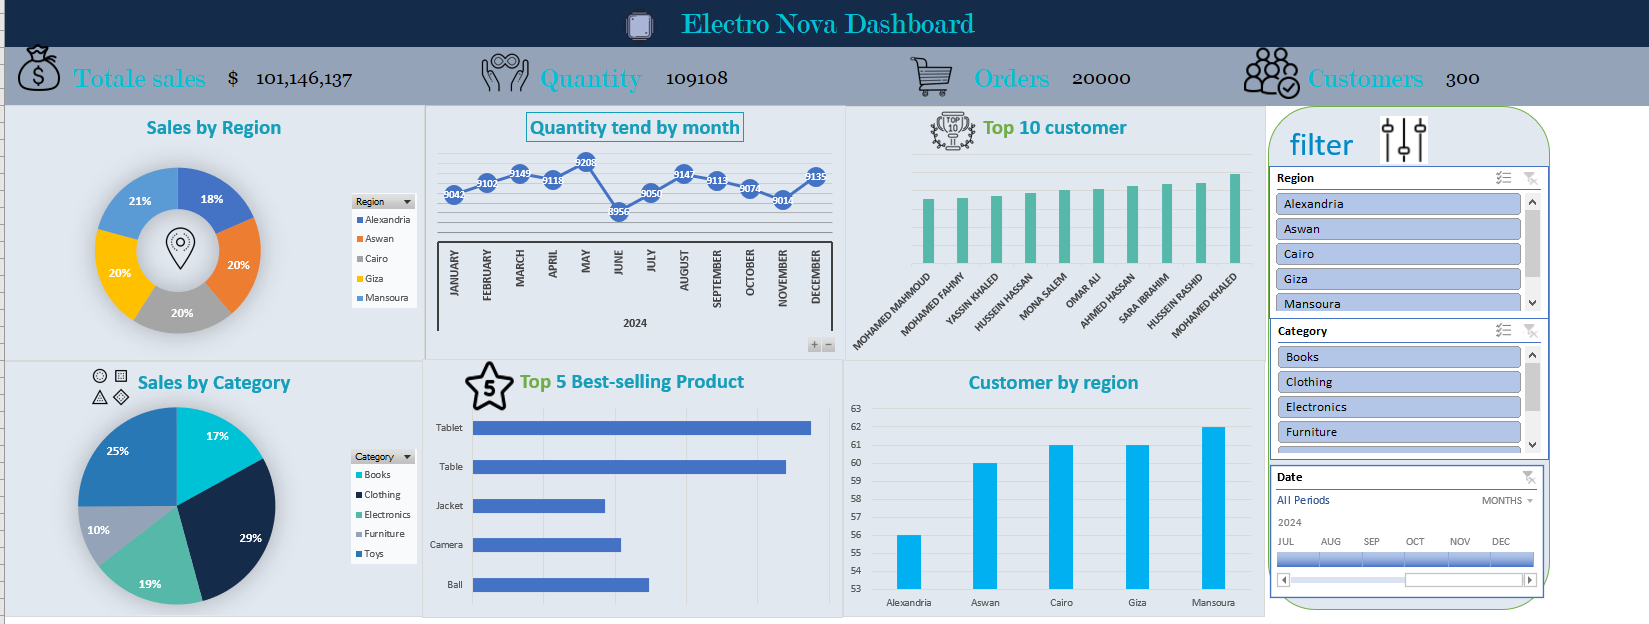 Electro Nova Dashboard
Totale sales $ 101,146,137
Quantity 109108
Orders 20000
Customers 300
Sales by Region
18%
20%
20%
20%
21%
Region
Alexandria
Aswan
Cairo
Giza
Mansoura
Quantity tend by month
9042
9102
9149
9118
9208
8956
9050
9147
9113
9074
9014
9135
JANUARY
FEBRUARY
MARCH
APRIL
MAY
JUNE
JULY
AUGUST
SEPTEMBER
OCTOBER
NOVEMBER
DECEMBER
2024
+ −
TOP
10
Top 10 customer
MOHAMED MAHMOUD
MOHAMED FAHMY
YASSIN KHALED
HUSSEIN HASSAN
MONA SALEM
OMAR ALI
AHMED HASSAN
SARA IBRAHIM
HUSSEIN RASHID
MOHAMED KHALED
filter
Region
Alexandria
Aswan
Cairo
Giza
Mansoura
Category
Books
Clothing
Electronics
Furniture
Date
All Periods MONTHS
2024
JUL AUG SEP OCT NOV DEC
Sales by Category
17%
29%
19%
10%
25%
Category
Books
Clothing
Electronics
Furniture
Toys
5
Top 5 Best-selling Product
Tablet
Table
Jacket
Camera
Ball
Customer by region
63
62
61
60
59
58
57
56
55
54
53
Alexandria Aswan Cairo Giza Mansoura